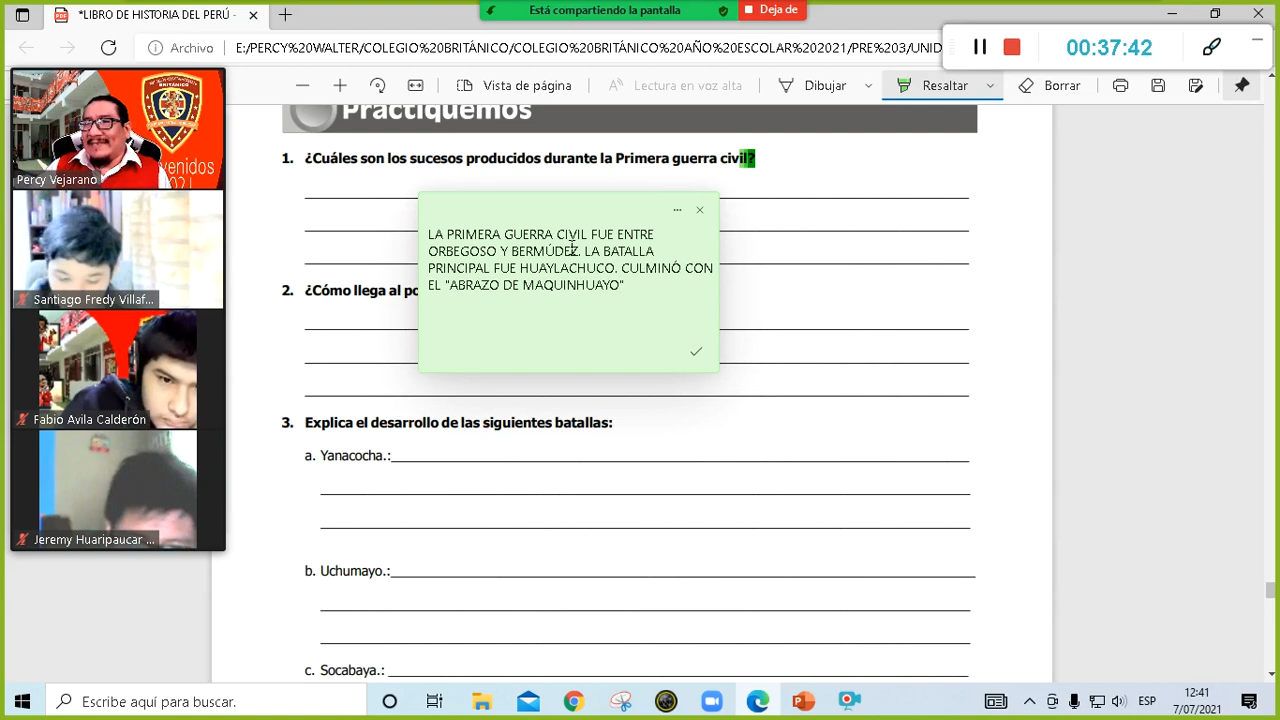 *LIBRO DE HISTORIA DEL PERÚ -
Está compartiendo la pantalla
Deja de
Archivo
E:/PERCY%20WALTER/COLEGIO%20BRITÁNICO/COLEGIO%20BRITÁNICO%20AÑO%20ESCOLAR%202021/PRE%203/UNID
00:37:42
Vista de página
Lectura en voz alta
Dibujar
Resaltar
Borrar
Practiquemos
1. ¿Cuáles son los sucesos producidos durante la Primera guerra civil?
LA PRIMERA GUERRA CIVIL FUE ENTRE
ORBEGOSO Y BERMÚDEZ. LA BATALLA
PRINCIPAL FUE HUAYLACHUCO. CULMINÓ CON
EL "ABRAZO DE MAQUINHUAYO"
2. ¿Cómo llega al po
3. Explica el desarrollo de las siguientes batallas:
a. Yanacocha.:
b. Uchumayo.:
c. Socabaya.:
BRITÁNICO
envenidos
2021
Percy Vejarano
Santiago Fredy Villaf...
Fabio Avila Calderón
Jeremy Huaripaucar ...
Escribe aquí para buscar.
ESP
12:41
7/07/2021